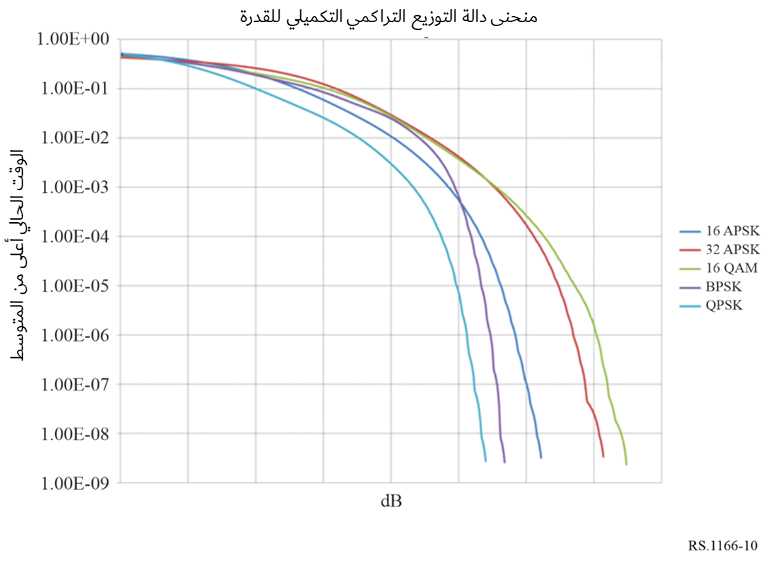 منحنى دالة التوزيع التراكمي التكميلي للقدرة
1.00E+00
1.00E-01
1.00E-02
1.00E-03
1.00E-04
1.00E-05
1.00E-06
1.00E-07
1.00E-08
1.00E-09
الوقت الحالي أعلى من المتوسط
dB
16 APSK
32 APSK
16 QAM
BPSK
QPSK
RS.1166-10